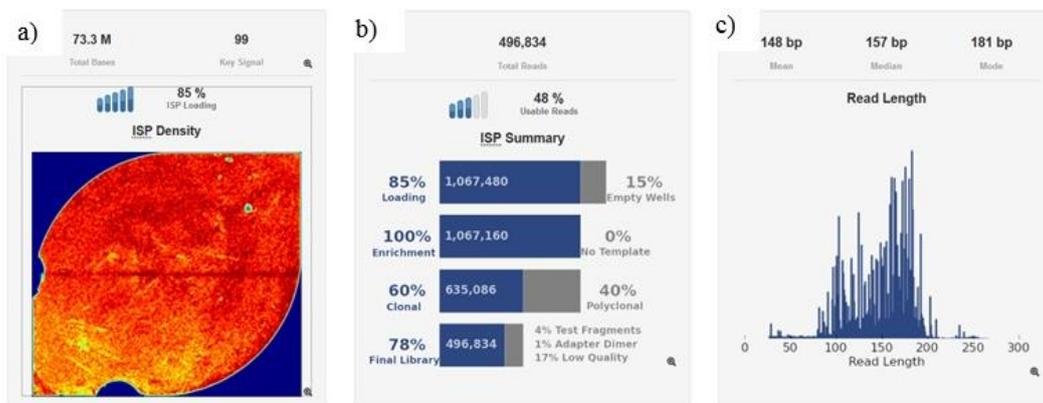 a)
73.3 M
99
Total Bases
Key Signal
85 %
ISP Loading
ISP Density
b)
496,834
Total Reads
48 %
Usable Reads
ISP Summary
85%
Loading
1,067,480
15%
Empty Wells
100%
Enrichment
1,067,160
0%
No Template
60%
Clonal
635,086
40%
Polyclonal
78%
Final Library
496,834
4% Test Fragments
1% Adapter Dimer
17% Low Quality
c)
148 bp
157 bp
181 bp
Mean
Median
Mode
Read Length
0 50 100 150 200 250 300
Read Length